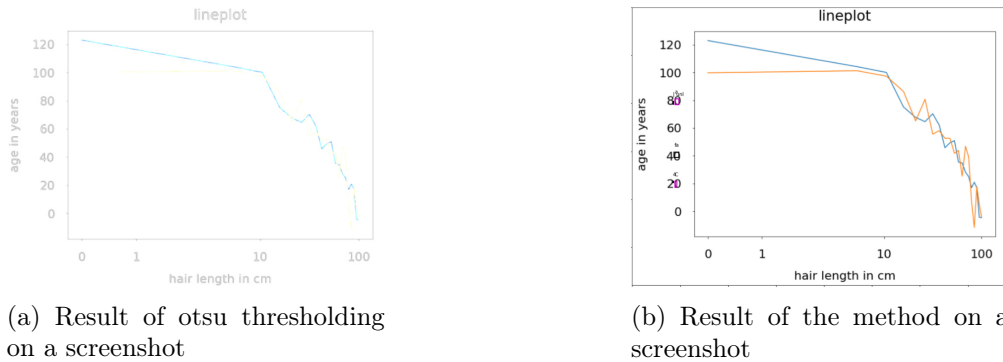 lineplot
120
100
80
60
40
20
0
age in years
0 1 10 100
hair length in cm
(a) Result of otsu thresholding
on a screenshot
lineplot
120
100
80
60
40
20
0
age in years
0 1 10 100
hair length in cm
(b) Result of the method on a
screenshot